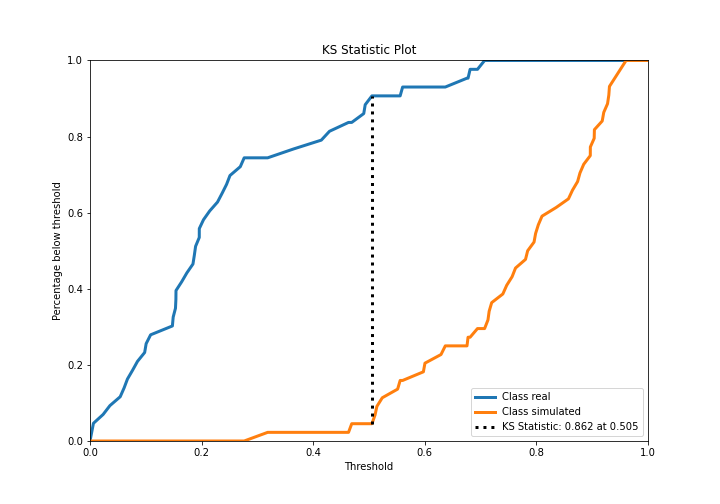 KS Statistic Plot
1.0
0.8
0.6
0.4
0.2
0.0
Percentage below threshold
Class real
Class simulated
KS Statistic: 0.862 at 0.505
0.0 0.2 0.4 0.6 0.8 1.0
Threshold